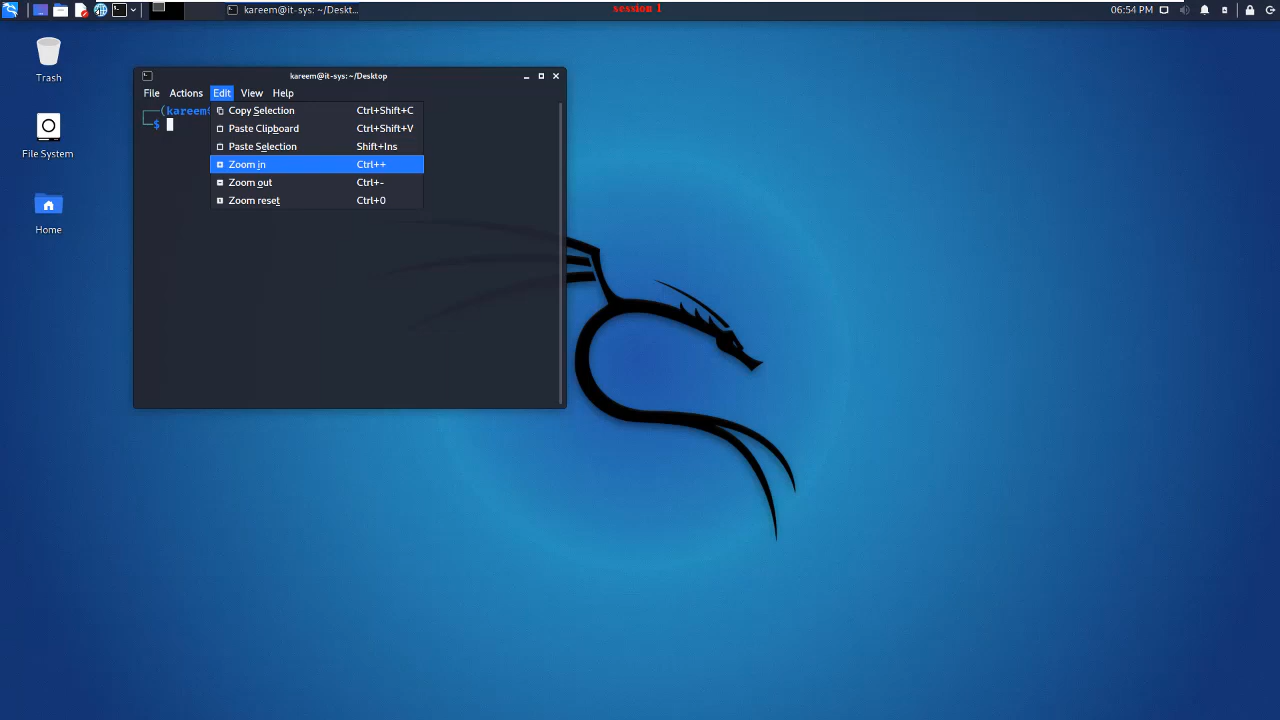 kareem@it-sys: ~/Deskt...
session 1
06:54 PM
Trash
File System
Home
kareem@it-sys: ~/Desktop
File Actions Edit View Help
(kareem
└─$
Copy Selection Ctrl+Shift+C
Paste Clipboard Ctrl+Shift+V
Paste Selection Shift+Ins
Zoom in Ctrl++
Zoom out Ctrl+-
Zoom reset Ctrl+0